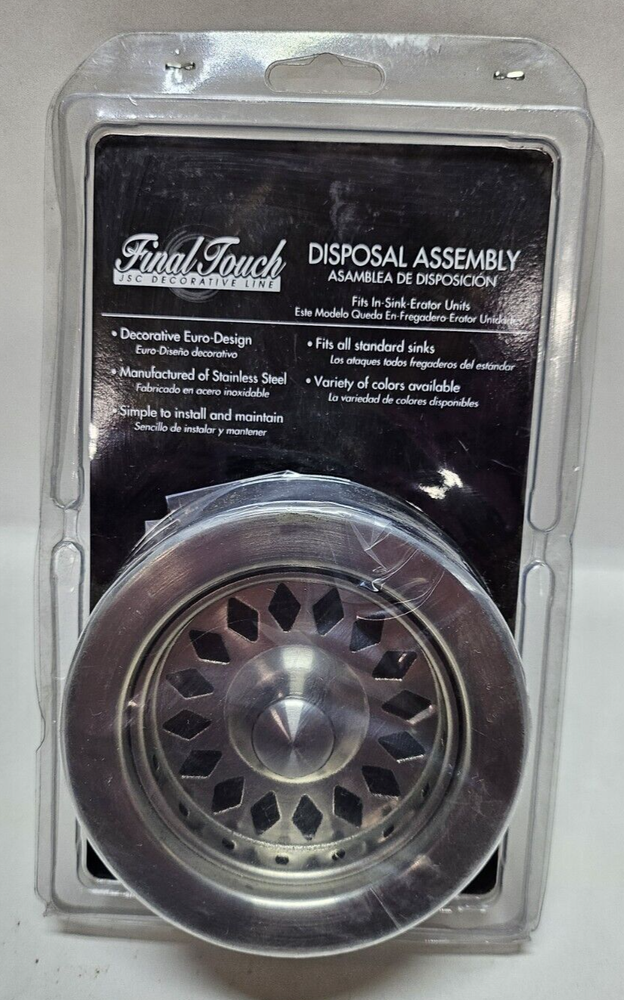 Final Touch
JSC DECORATIVE LINE
DISPOSAL ASSEMBLY
ASAMBLEA DE DISPOSICIÓN
Fits In-Sink-Erator Units
Este Modelo Queda En-Fregadero-Erator Unidades
• Decorative Euro-Design
Euro-Diseño decorativo
• Manufactured of Stainless Steel
Fabricado en acero inoxidable
• Simple to install and maintain
Sencillo de instalar y mantener
• Fits all standard sinks
Los ataques todos fregaderos del estándar
• Variety of colors available
La variedad de colores disponibles